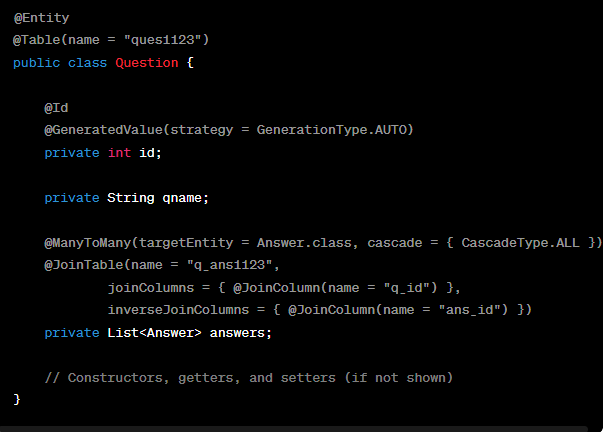 @Entity
@Table(name = "ques1123")
public class Question {
@Id
@GeneratedValue(strategy = GenerationType.AUTO)
private int id;
private String qname;
@ManyToMany(targetEntity = Answer.class, cascade = { CascadeType.ALL })
@JoinTable(name = "q_ans1123",
joinColumns = { @JoinColumn(name = "q_id") },
inverseJoinColumns = { @JoinColumn(name = "ans_id") })
private List<Answer> answers;
// Constructors, getters, and setters (if not shown)
}